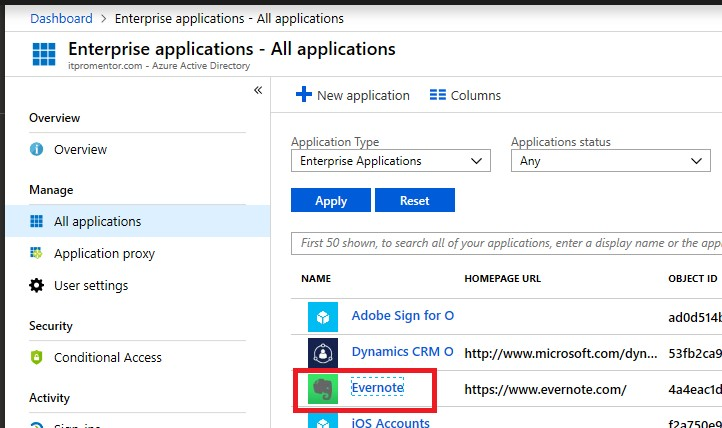 Dashboard > Enterprise applications - All applications
Enterprise applications - All applications
itpromentor.com - Azure Active Directory
«
New application Columns
Overview
Overview
Manage
All applications
Application proxy
User settings
Security
Conditional Access
Activity
Application Type Applications status
Enterprise Applications Any
Apply Reset
First 50 shown, to search all of your applications, enter a display name or the app
NAME HOMEPAGE URL OBJECT ID
Adobe Sign for O ad0d514b
Dynamics CRM O http://www.microsoft.com/dyn... 53fb2ca9
Evernote https://www.evernote.com/ 4a4eac1d
iOS Accounts f2a750e9